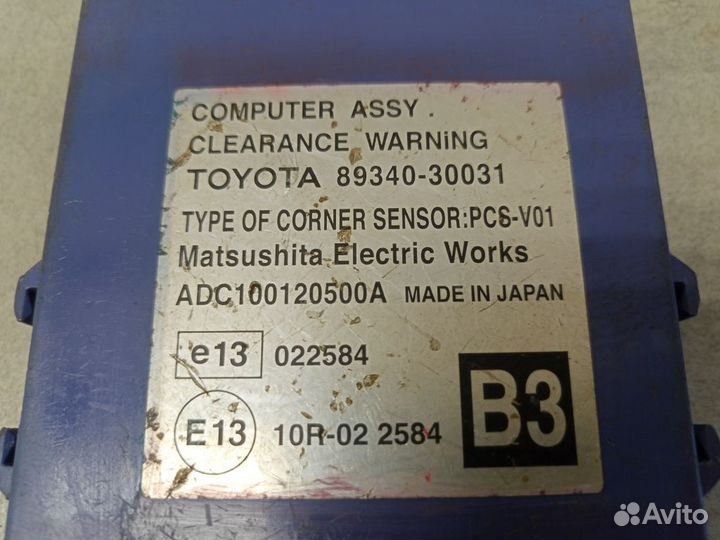 COMPUTER ASSY.
CLEARANCE WARNiNG
TOYOTA 89340-30031
TYPE OF CORNER SENSOR:PCS-V01
Matsushita Electric Works
ADC100120500A MADE IN JAPAN
e13 022584
E13 10R-02 2584
B3
Avito